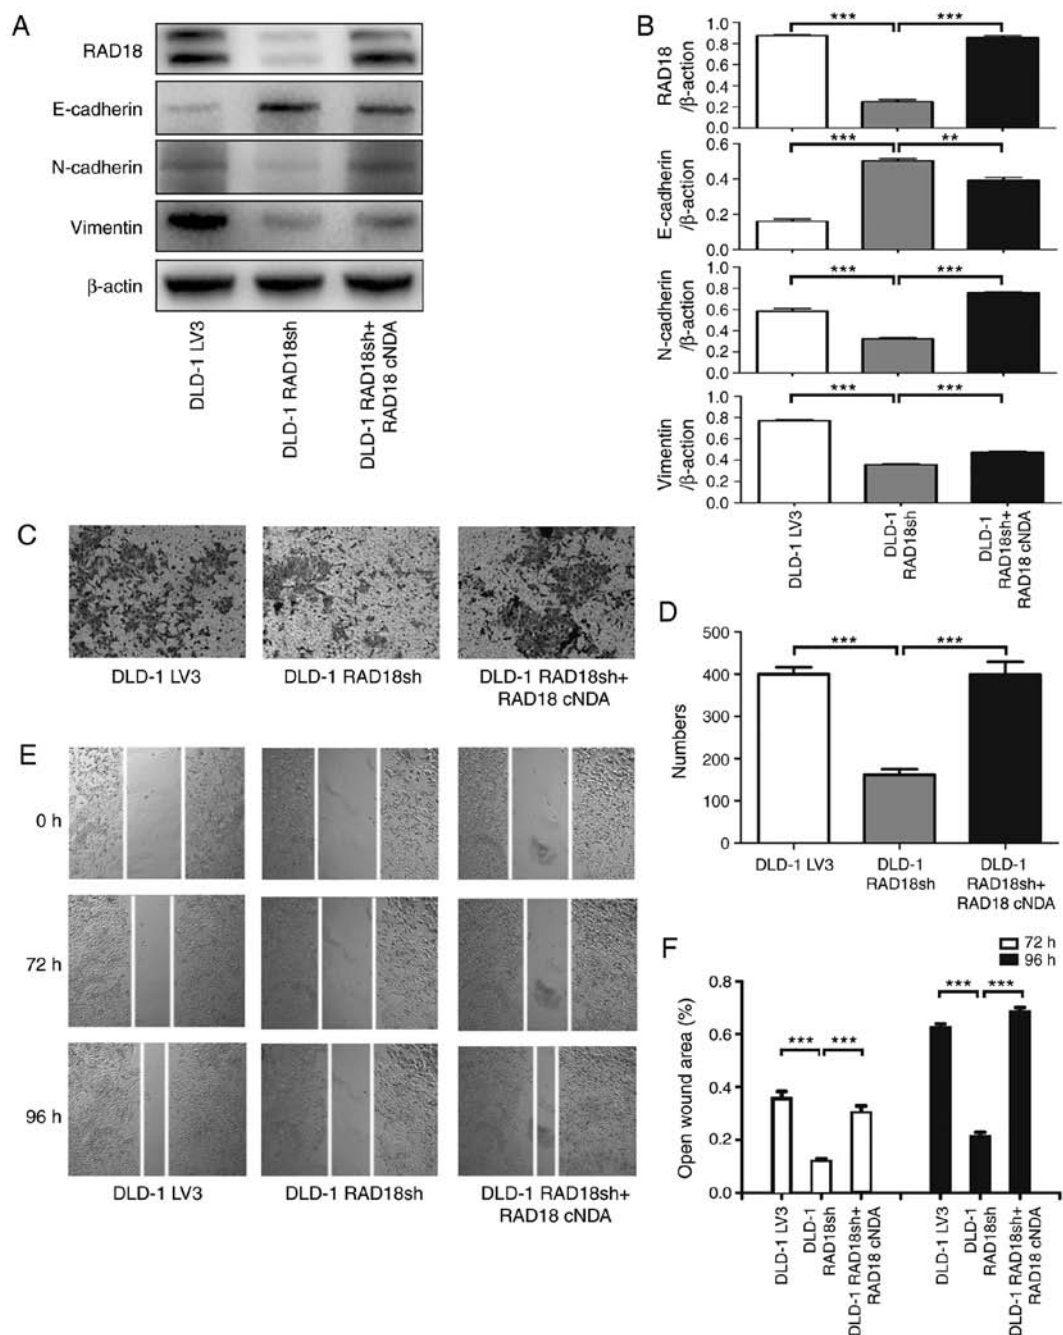 A
RAD18
E-cadherin
N-cadherin
Vimentin
β-actin
DLD-1 LV3
DLD-1 RAD18sh
DLD-1 RAD18sh+
RAD18 cNDA
B
***
***
1.0
0.8
0.6
0.4
0.2
0.0
RAD18
/β-action
***
**
0.6
0.4
0.2
0.0
E-cadherin
/β-action
***
***
1.0
0.8
0.6
0.4
0.2
0.0
N-cadherin
/β-action
***
***
1.0
0.8
0.6
0.4
0.2
0.0
Vimentin
/β-action
DLD-1 LV3
DLD-1
RAD18sh
DLD-1
RAD18sh+
RAD18 cNDA
C
DLD-1 LV3
DLD-1 RAD18sh
DLD-1 RAD18sh+
RAD18 cNDA
D
***
***
500
400
300
200
100
0
Numbers
DLD-1 LV3
DLD-1
RAD18sh
DLD-1
RAD18sh+
RAD18 cNDA
E
0 h
72 h
96 h
DLD-1 LV3
DLD-1 RAD18sh
DLD-1 RAD18sh+
RAD18 cNDA
F
72 h
96 h
***
***
***
***
0.8
0.6
0.4
0.2
0.0
Open wound area (%)
DLD-1 LV3
DLD-1
RAD18sh
DLD-1 RAD18sh+
RAD18 cNDA
DLD-1 LV3
DLD-1
RAD18sh
DLD-1 RAD18sh+
RAD18 cNDA